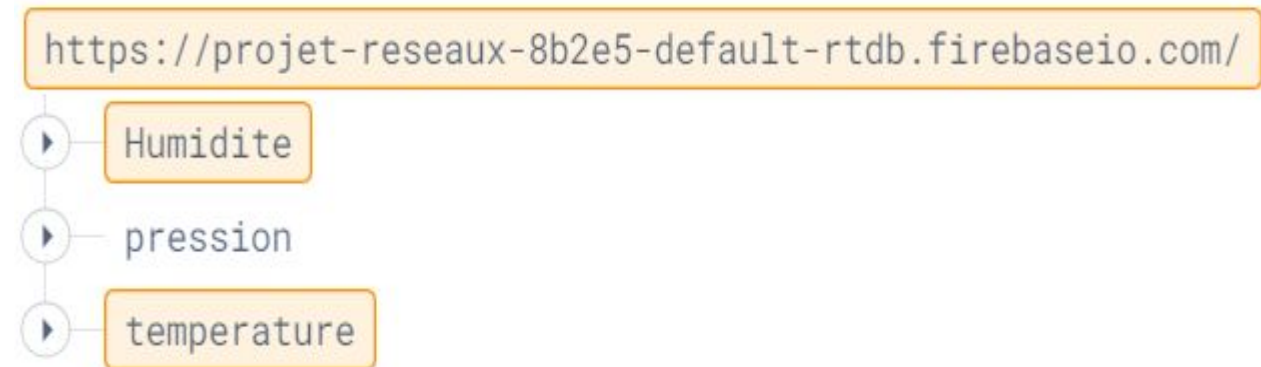 https://projet-reseaux-8b2e5-default-rtdb.firebaseio.com/
Humidite
pression
temperature